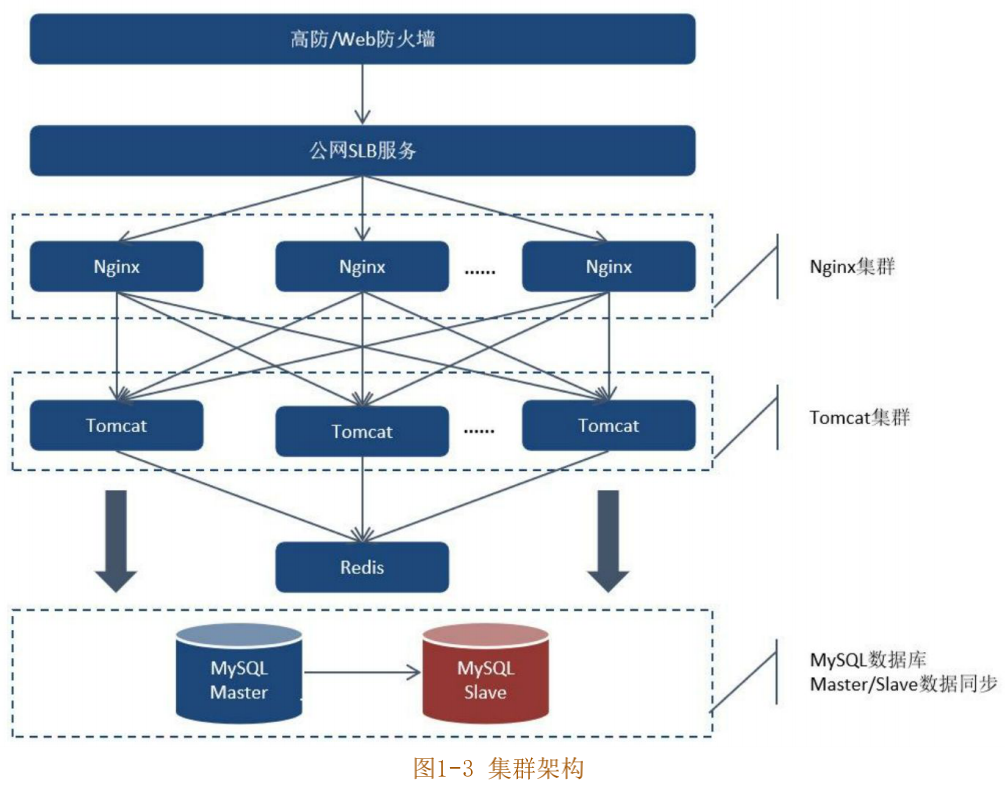 高防/Web防火墙
公网SLB服务
Nginx
Nginx
......
Nginx
Nginx集群
Tomcat
Tomcat
......
Tomcat
Tomcat集群
Redis
MySQL
Master
MySQL
Slave
MySQL数据库
Master/Slave数据同步
图1-3 集群架构